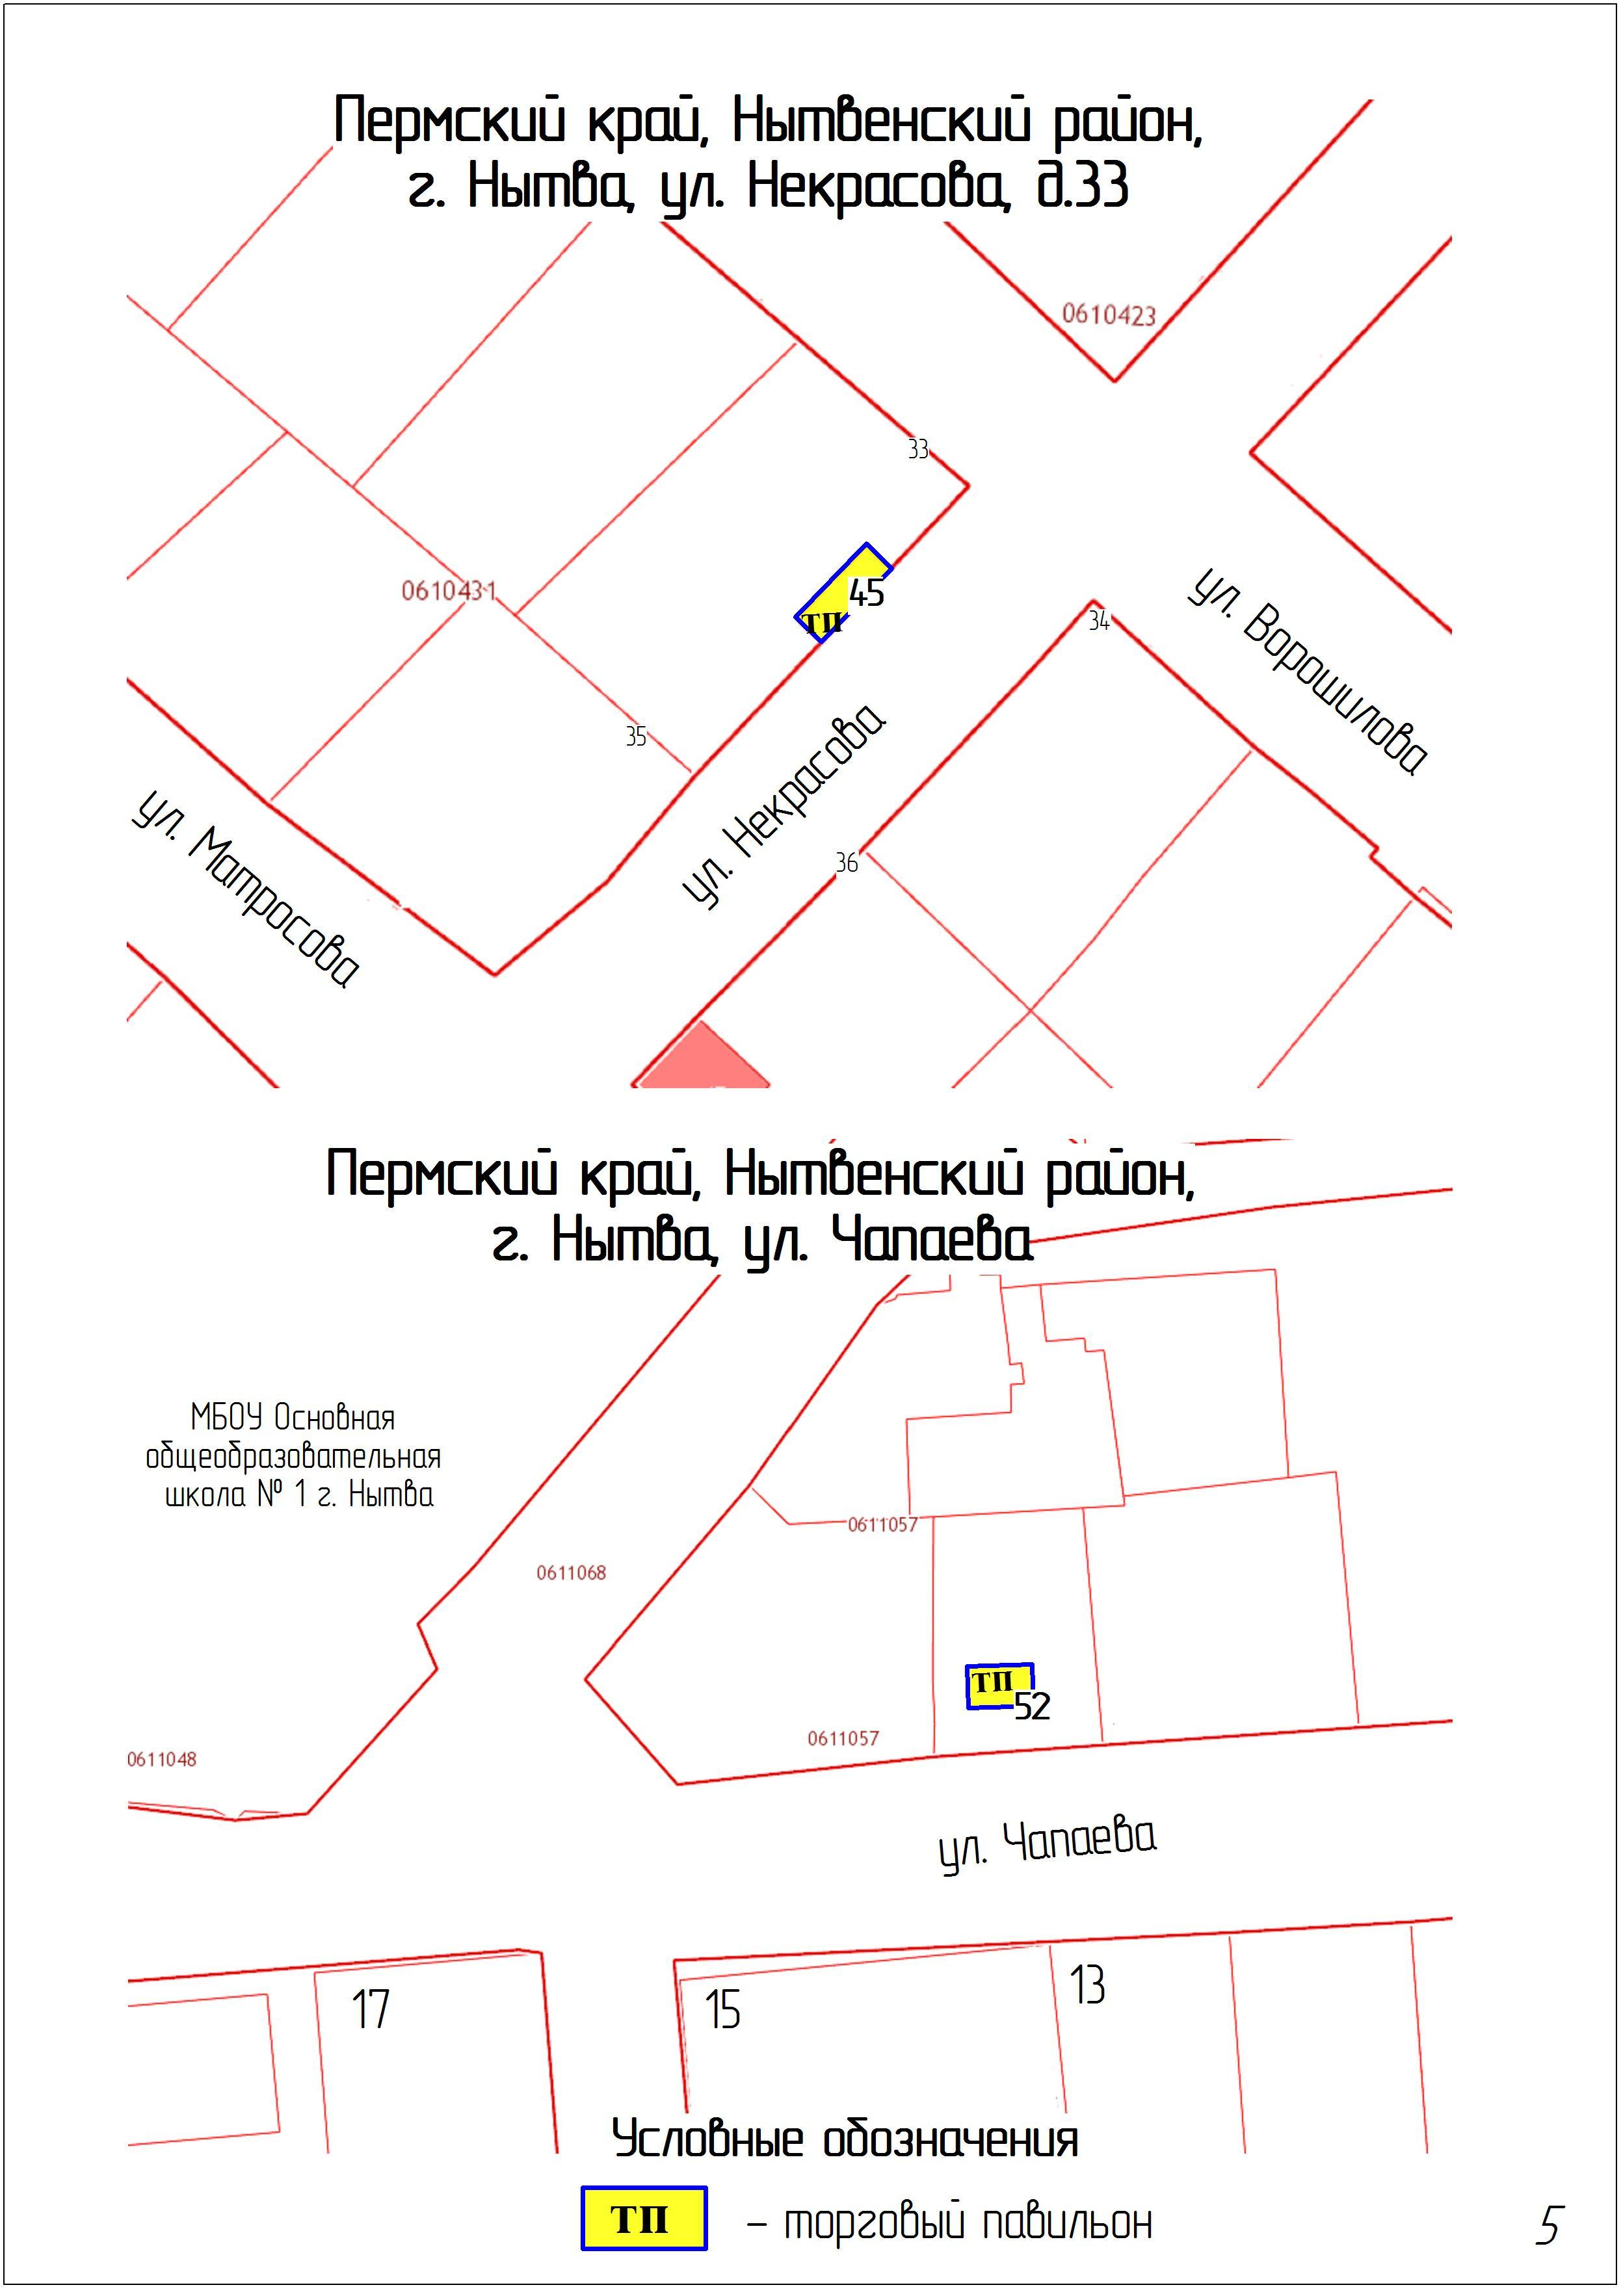 Пермский край, Нытвенский район,
г. Нытва, ул. Некрасова, д.33
0610423
33
45
ТП
0610431
34
ул. Ворошилова
35
ул. Некрасова
36
ул. Матросова
Пермский край, Нытвенский район,
г. Нытва, ул. Чапаева
МБОУ Основная
общеобразовательная
школа № 1 г. Нытва
0611057
0611068
ТП
52
0611057
0611048
ул. Чапаева
17
15
13
Условные обозначения
ТП – торговый павильон
5